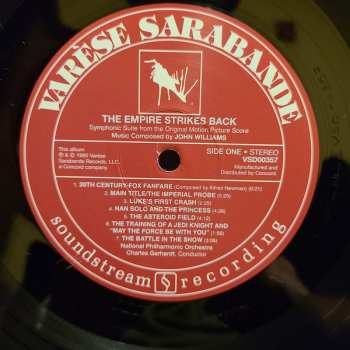 VARÈSE SARABANDE
THE EMPIRE STRIKES BACK
Symphonic Suite from the Original Motion Picture Score
Music Composed by JOHN WILLIAMS
This album
℗ & © 1980 Varèse
Sarabande Records, LLC.,
a Concord company
SIDE ONE • STEREO
VSD00357
Manufactured and
Distributed by Concord
1. 20TH CENTURY-FOX FANFARE (Composed by Alfred Newman) (0:21)
2. MAIN TITLE/THE IMPERIAL PROBE (5:25)
3. LUKE'S FIRST CRASH (2:25)
4. HAN SOLO AND THE PRINCESS (4:26)
5. THE ASTEROID FIELD (4:12)
6. THE TRAINING OF A JEDI KNIGHT AND
"MAY THE FORCE BE WITH YOU" (1:58)
7. THE BATTLE IN THE SNOW (3:08)
National Philharmonic Orchestra
Charles Gerhardt, Conductor
soundstream S recording